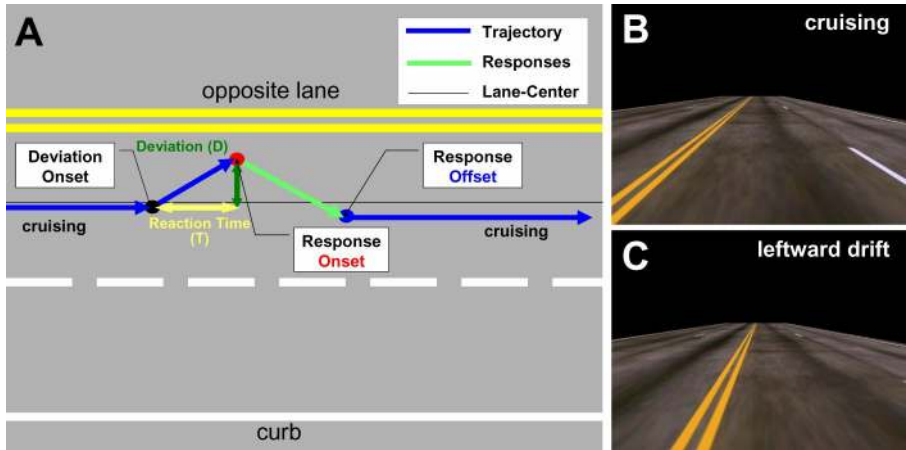 A
Trajectory
Responses
Lane-Center
opposite lane
Deviation (D)
Deviation
Onset
Response
Offset
cruising
Reaction Time
(T)
cruising
Response
Onset
curb
B
cruising
C
leftward drift